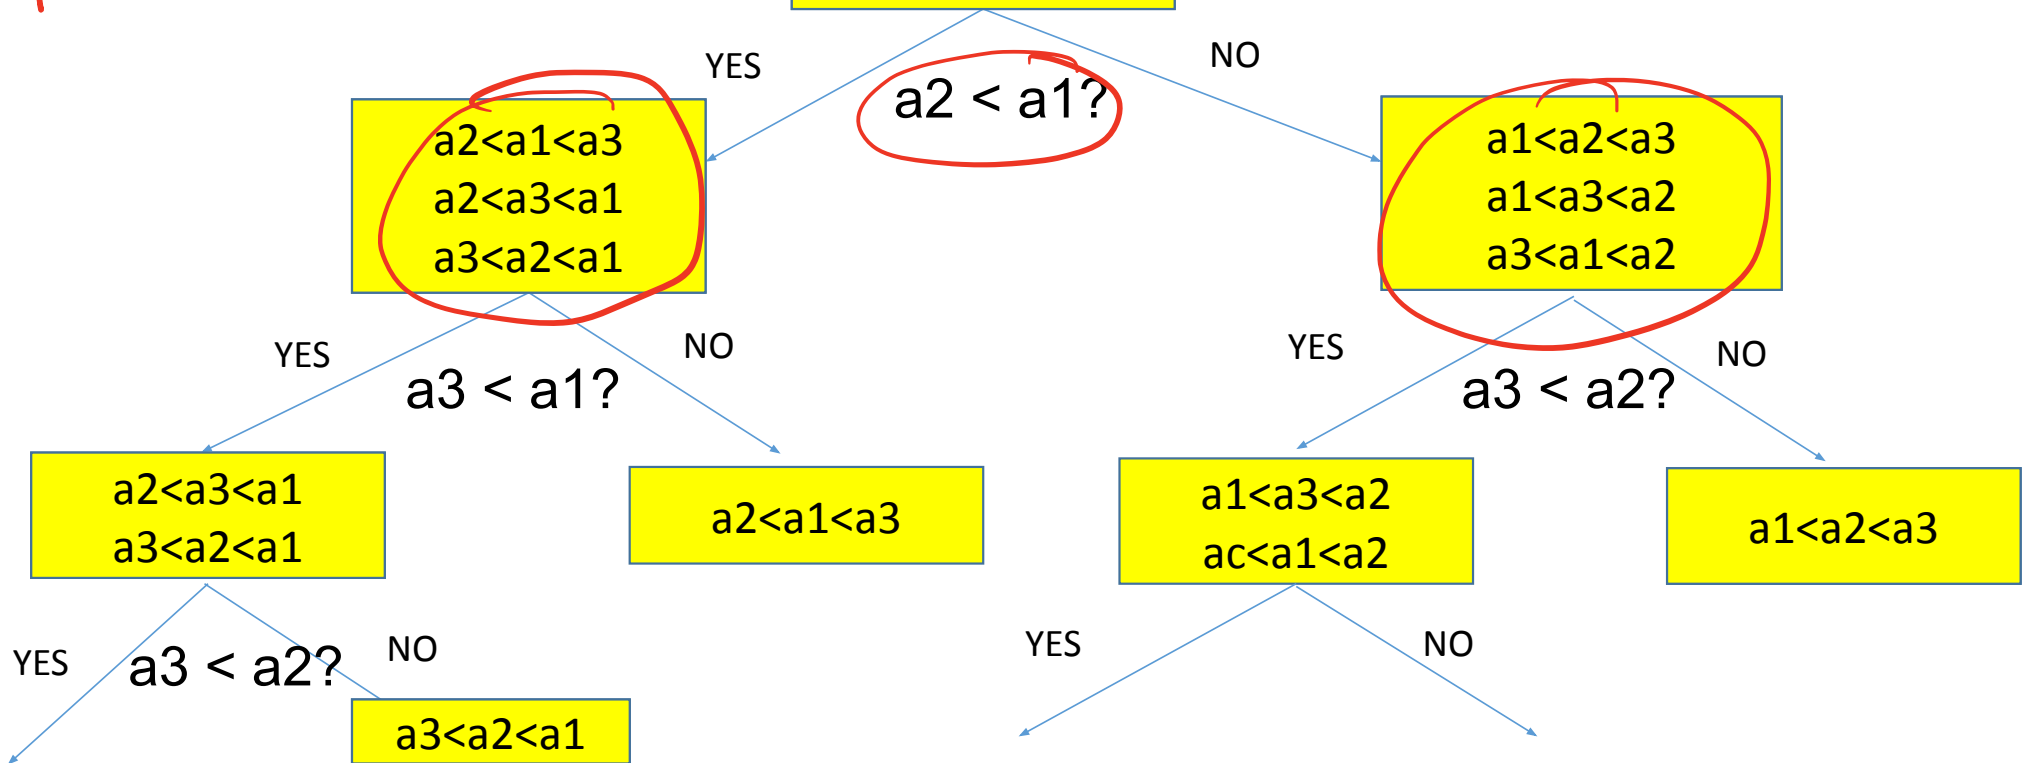 YES
NO
a2 < a1?
a2<a1<a3
a2<a3<a1
a3<a2<a1
a1<a2<a3
a1<a3<a2
a3<a1<a2
YES
NO
a3 < a1?
YES
NO
a3 < a2?
a2<a3<a1
a3<a2<a1
a2<a1<a3
a1<a3<a2
ac<a1<a2
a1<a2<a3
YES
a3 < a2?
NO
YES
NO
a3<a2<a1